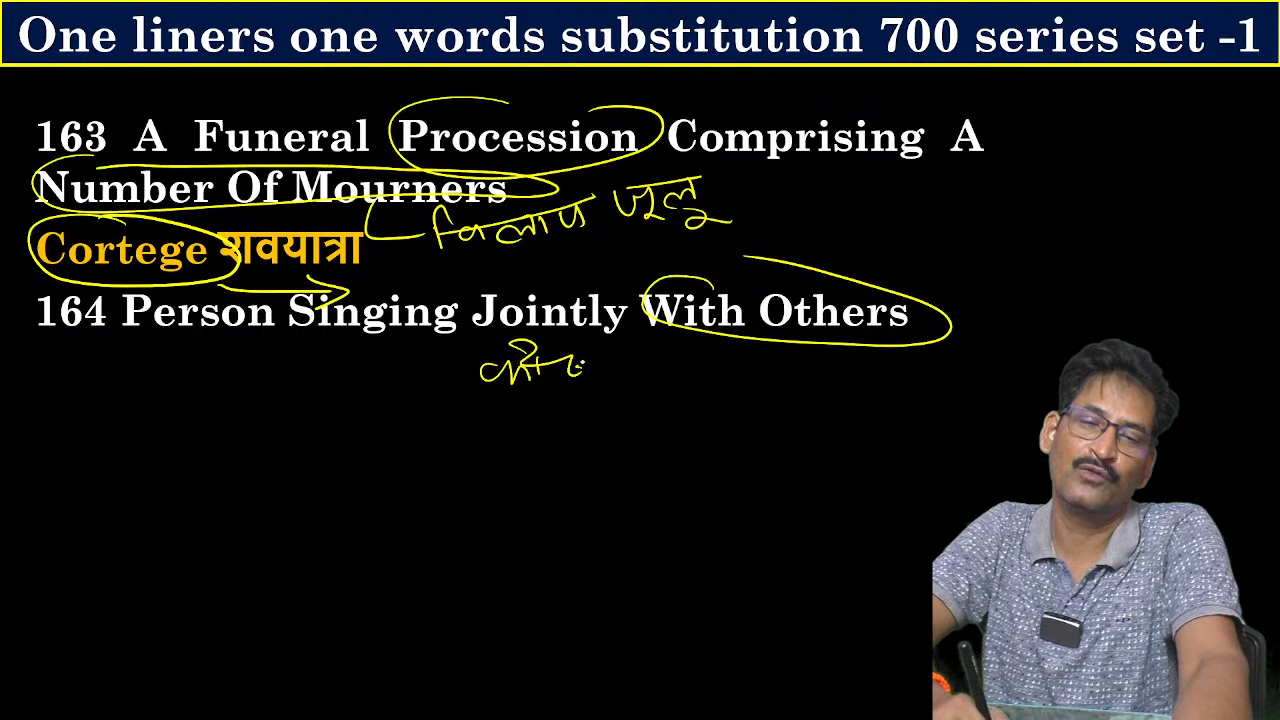 One liners one words substitution 700 series set -1
163 A Funeral Procession Comprising A
Number Of Mourners
विलाप जूलू
Cortege शवयात्रा
164 Person Singing Jointly With Others